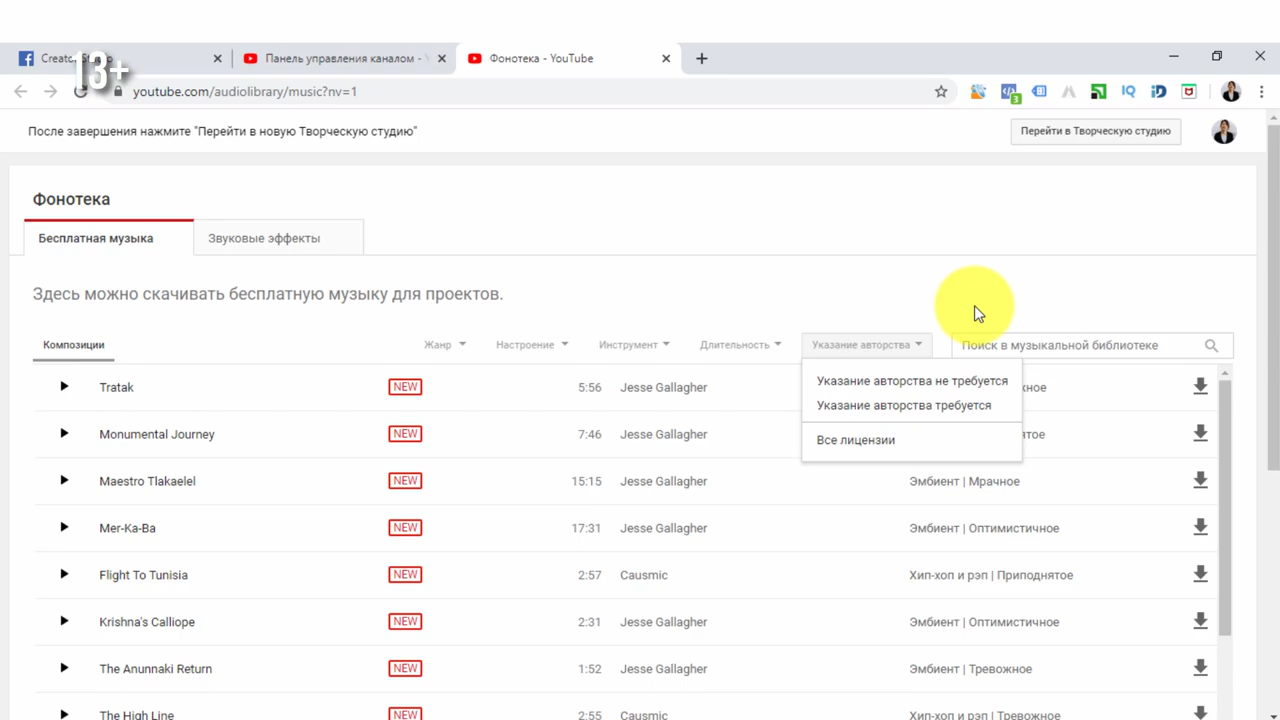 Creator Studio
Панель управления каналом -
Фонотека - YouTube
13+
youtube.com/audiolibrary/music?nv=1
3
IQ
После завершения нажмите "Перейти в новую Творческую студию"
Перейти в Творческую студию
Фонотека
Бесплатная музыка
Звуковые эффекты
Здесь можно скачивать бесплатную музыку для проектов.
Композиции
Жанр
Настроение
Инструмент
Длительность
Указание авторства
Поиск в музыкальной библиотеке
Указание авторства не требуется
Указание авторства требуется
Все лицензии
Tratak NEW 5:56 Jesse Gallagher
Monumental Journey NEW 7:46 Jesse Gallagher
Maestro Tlakaelel NEW 15:15 Jesse Gallagher Эмбиент | Мрачное
Mer-Ka-Ba NEW 17:31 Jesse Gallagher Эмбиент | Оптимистичное
Flight To Tunisia NEW 2:57 Causmic Хип-хоп и рэп | Приподнятое
Krishna's Calliope NEW 2:31 Jesse Gallagher Эмбиент | Оптимистичное
The Anunnaki Return NEW 1:52 Jesse Gallagher Эмбиент | Тревожное
The High Line NEW 2:55 Causmic Хип-хоп и рэп | Тревожное